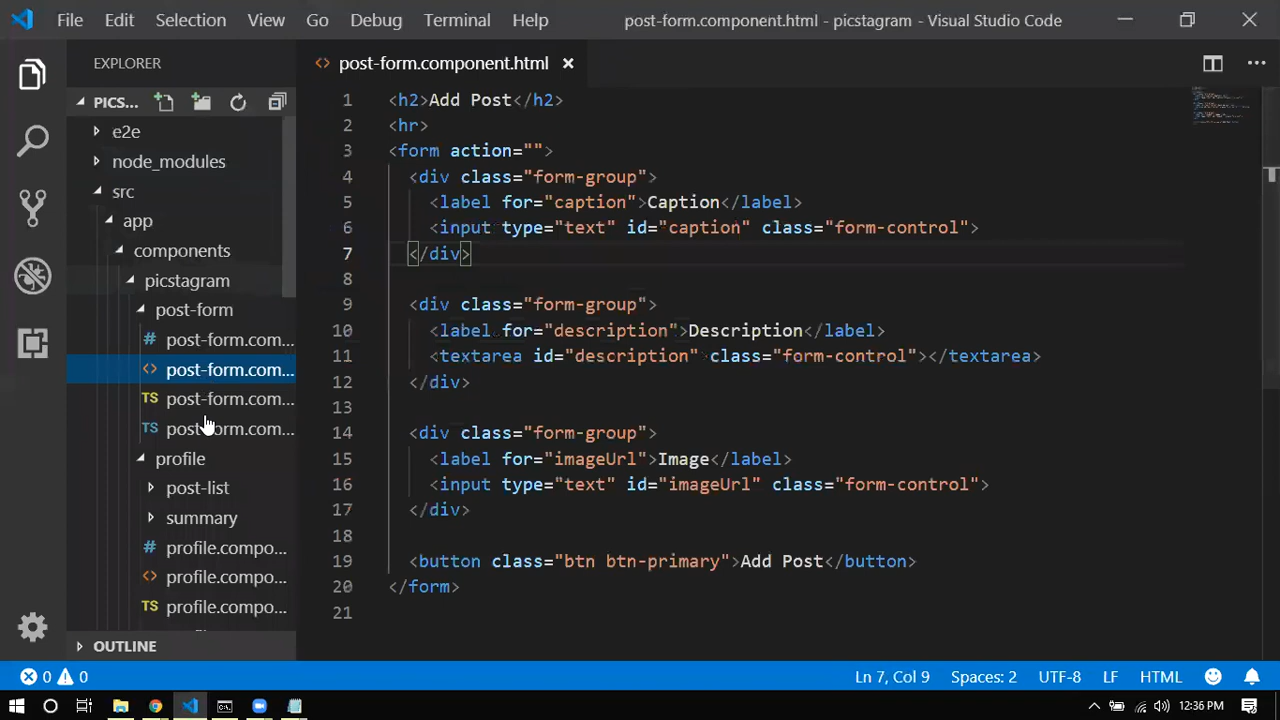 File Edit Selection View Go Debug Terminal Help post-form.component.html - picstagram - Visual Studio Code
EXPLORER
PICS...
e2e
node_modules
src
app
components
picstagram
post-form
# post-form.com...
<> post-form.com...
TS post-form.com...
TS post-form.com...
profile
post-list
summary
# profile.compo...
<> profile.compo...
TS profile.compo...
OUTLINE
<> post-form.component.html
1 <h2>Add Post</h2>
2 <hr>
3 <form action="">
4 <div class="form-group">
5 <label for="caption">Caption</label>
6 <input type="text" id="caption" class="form-control">
7 </div>
8
9 <div class="form-group">
10 <label for="description">Description</label>
11 <textarea id="description" class="form-control"></textarea>
12 </div>
13
14 <div class="form-group">
15 <label for="imageUrl">Image</label>
16 <input type="text" id="imageUrl" class="form-control">
17 </div>
18
19 <button class="btn btn-primary">Add Post</button>
20 </form>
21
0 0 Ln 7, Col 9 Spaces: 2 UTF-8 LF HTML
12:36 PM